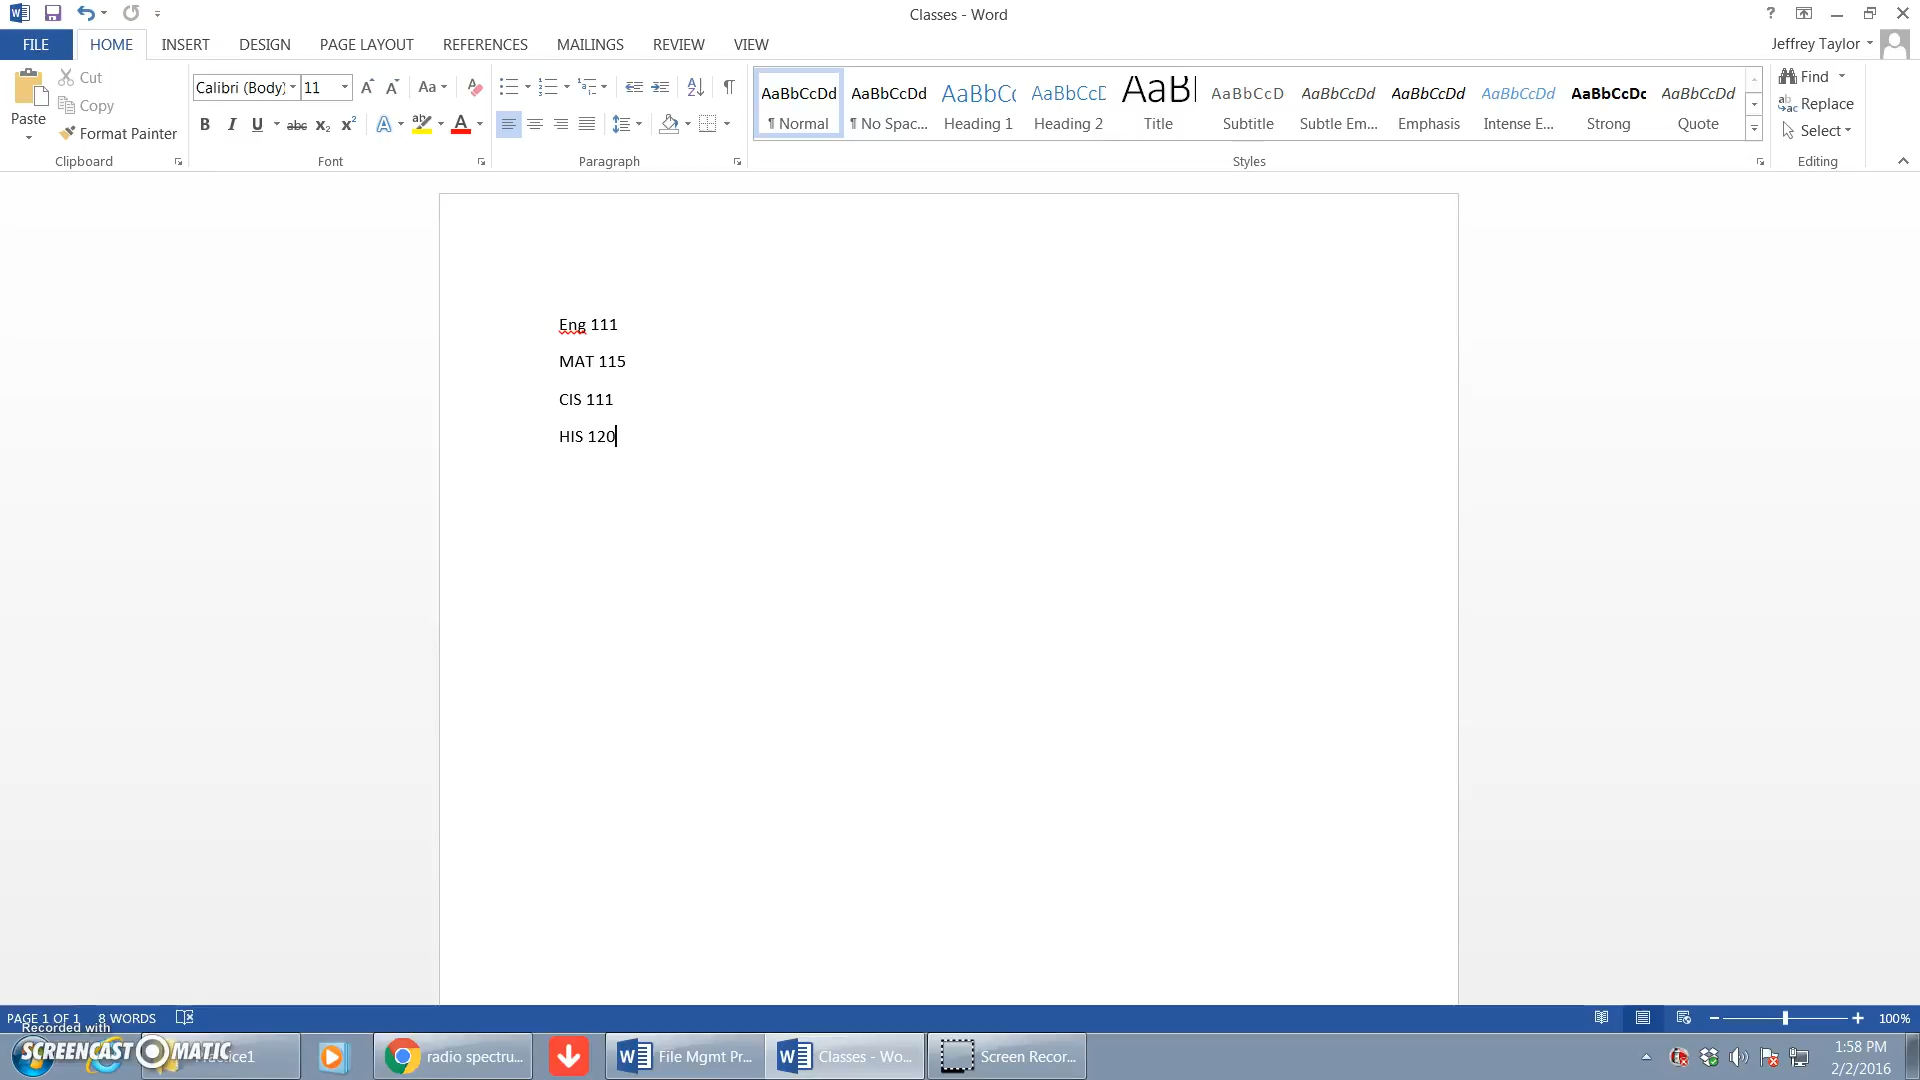 Classes - Word
FILE HOME INSERT DESIGN PAGE LAYOUT REFERENCES MAILINGS REVIEW VIEW
Jeffrey Taylor
Paste
Cut
Copy
Format Painter
Clipboard
Calibri (Body) 11
Font
Paragraph
AaBbCcDd AaBbCcDd AaBbCc AaBbCcD AaBl AaBbCcD AaBbCcDd AaBbCcDd AaBbCcDd AaBbCcDc AaBbCcDd
¶ Normal ¶ No Spac... Heading 1 Heading 2 Title Subtitle Subtle Em... Emphasis Intense E... Strong Quote
Styles
Find
Replace
Select
Editing
Eng 111
MAT 115
CIS 111
HIS 120
PAGE 1 OF 1 8 WORDS
100%
Recorded with
SCREENCAST MATIC
radio spectru...
File Mgmt Pr...
Classes - Wo...
Screen Recor...
1:58 PM
2/2/2016